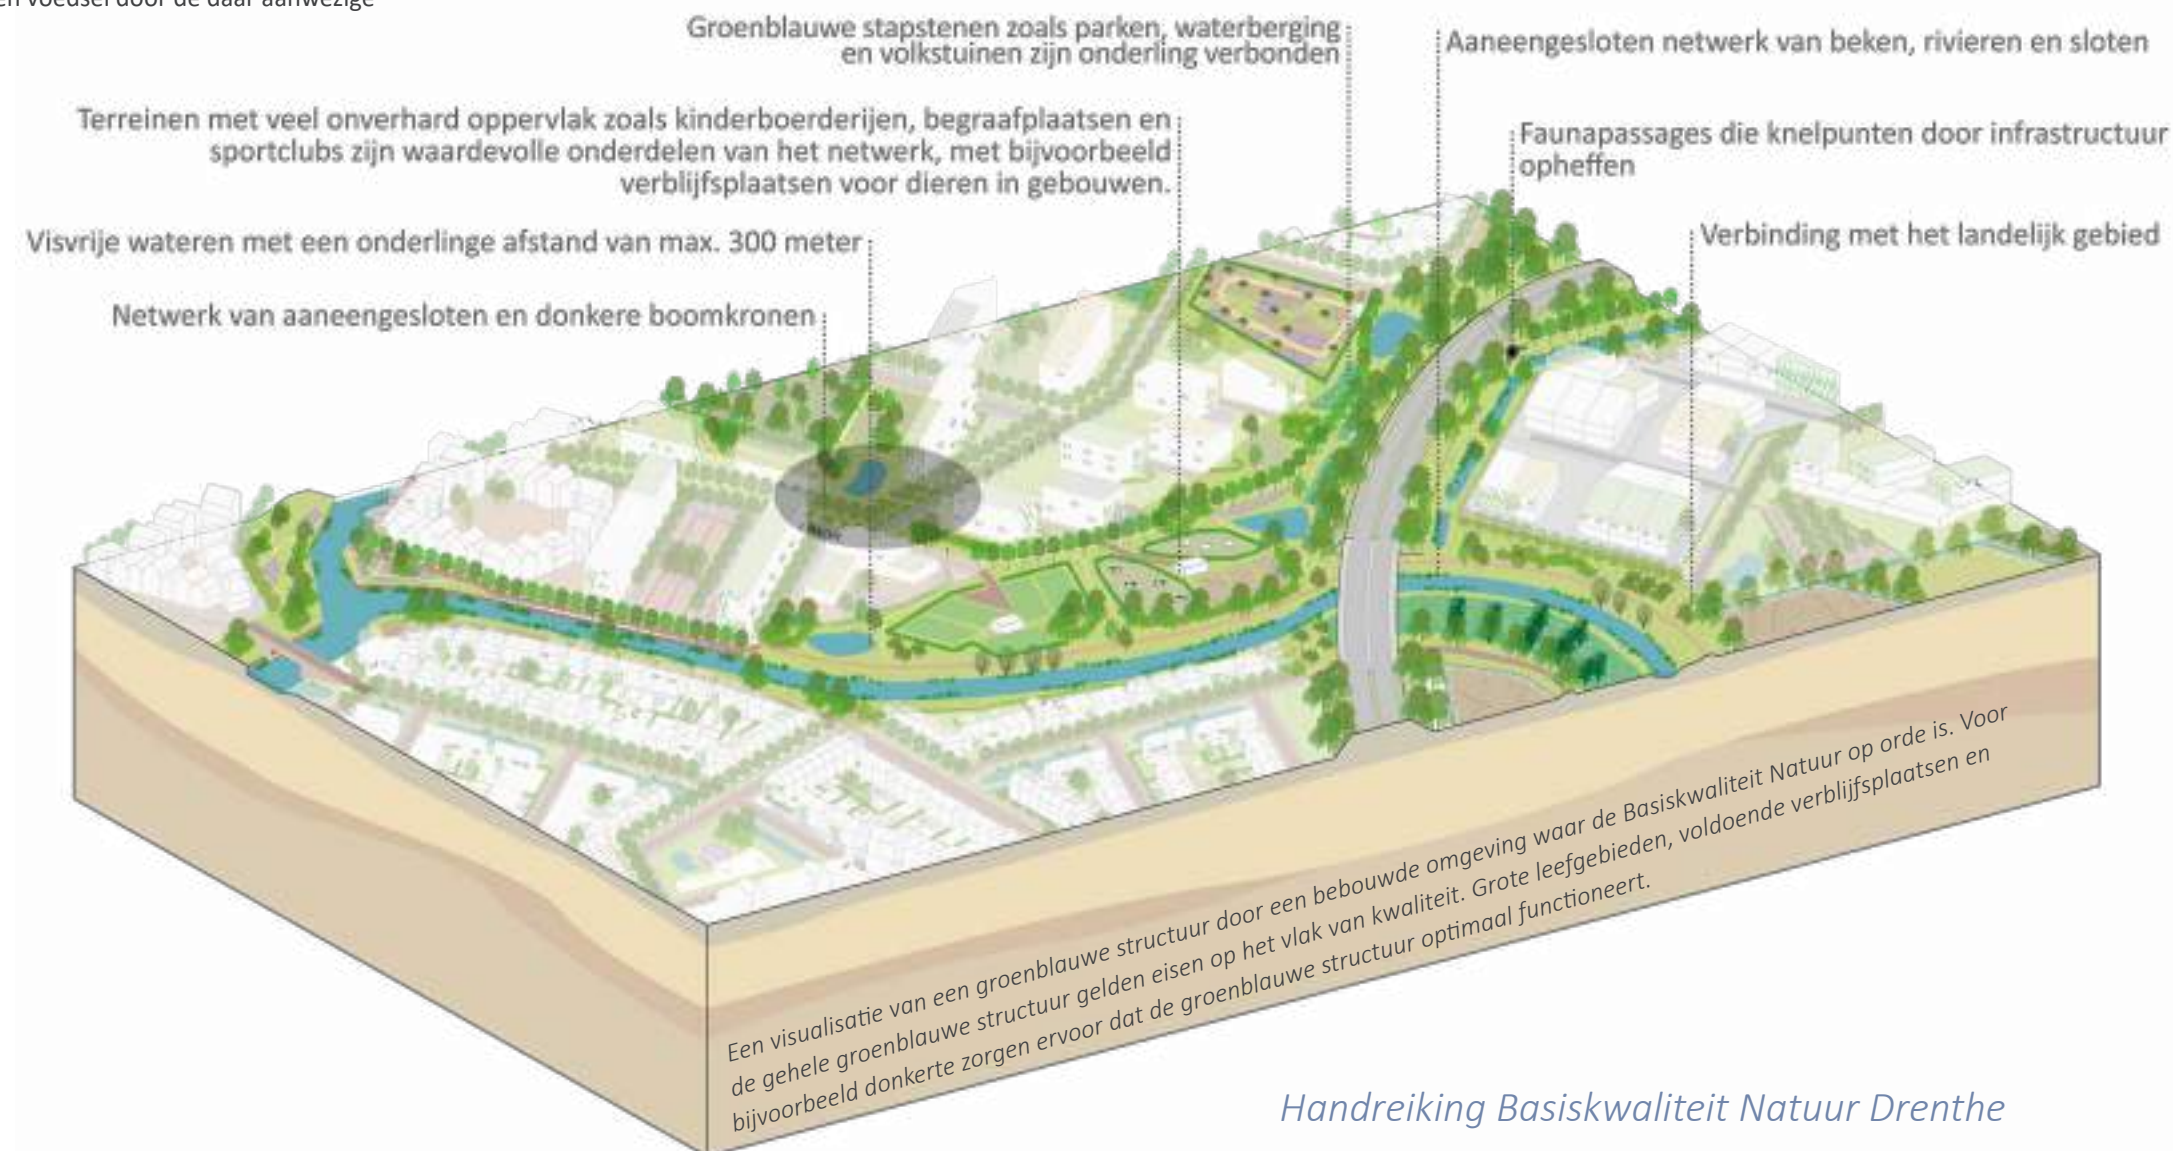 en voedsel door de daar aanwezige
Groenblauwe stapstenen zoals parken, waterberging
en volkstuinen zijn onderling verbonden
Aaneengesloten netwerk van beken, rivieren en sloten
Terreinen met veel onverhard oppervlak zoals kinderboerderijen, begraafplaatsen en
sportclubs zijn waardevolle onderdelen van het netwerk, met bijvoorbeeld
verblijfsplaatsen voor dieren in gebouwen.
Faunapassages die knelpunten door infrastructuur
opheffen
Visvrije wateren met een onderlinge afstand van max. 300 meter
Verbinding met het landelijk gebied
Netwerk van aaneengesloten en donkere boomkronen
Een visualisatie van een groenblauwe structuur door een bebouwde omgeving waar de Basiskwaliteit Natuur op orde is. Voor
de gehele groenblauwe structuur gelden eisen op het vlak van kwaliteit. Grote leefgebieden, voldoende verblijfsplaatsen en
bijvoorbeeld donkerte zorgen ervoor dat de groenblauwe structuur optimaal functioneert.
Handreiking Basiskwaliteit Natuur Drenthe